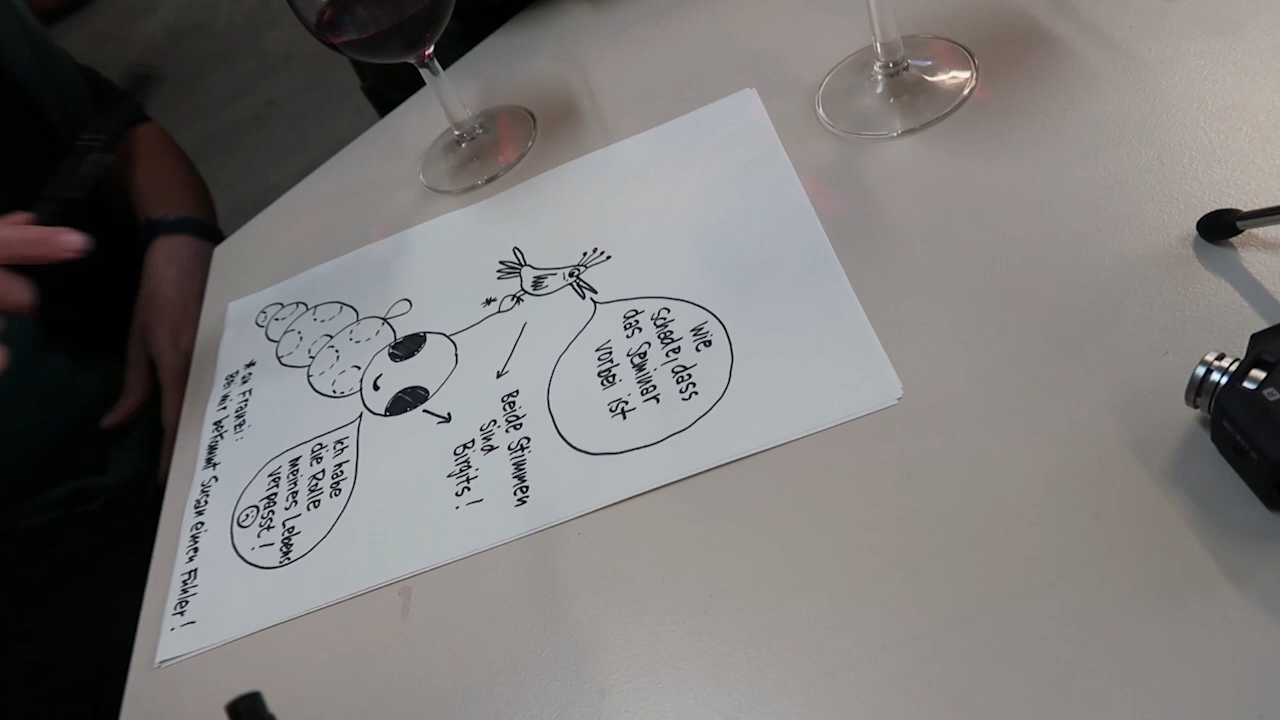 Wie
schade, dass
das Seminar
vorbei ist
Beide Stimmen
sind
Birgits!
Ich habe
die Rolle
meines Lebens
verpasst!
* an Franzi:
Bei wir bekommt Susan einen Fühler!